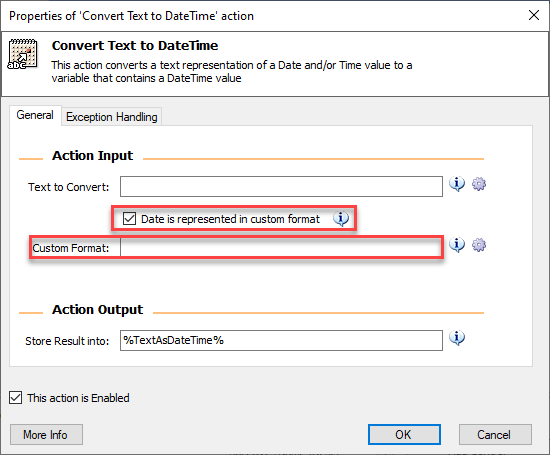 Properties of 'Convert Text to DateTime' action
abc
Convert Text to DateTime
This action converts a text representation of a Date and/or Time value to a
variable that contains a DateTime value
General
Exception Handling
Action Input
Text to Convert:
Date is represented in custom format
Custom Format:
Action Output
Store Result into:
%TextAsDateTime%
This action is Enabled
More Info
OK
Cancel